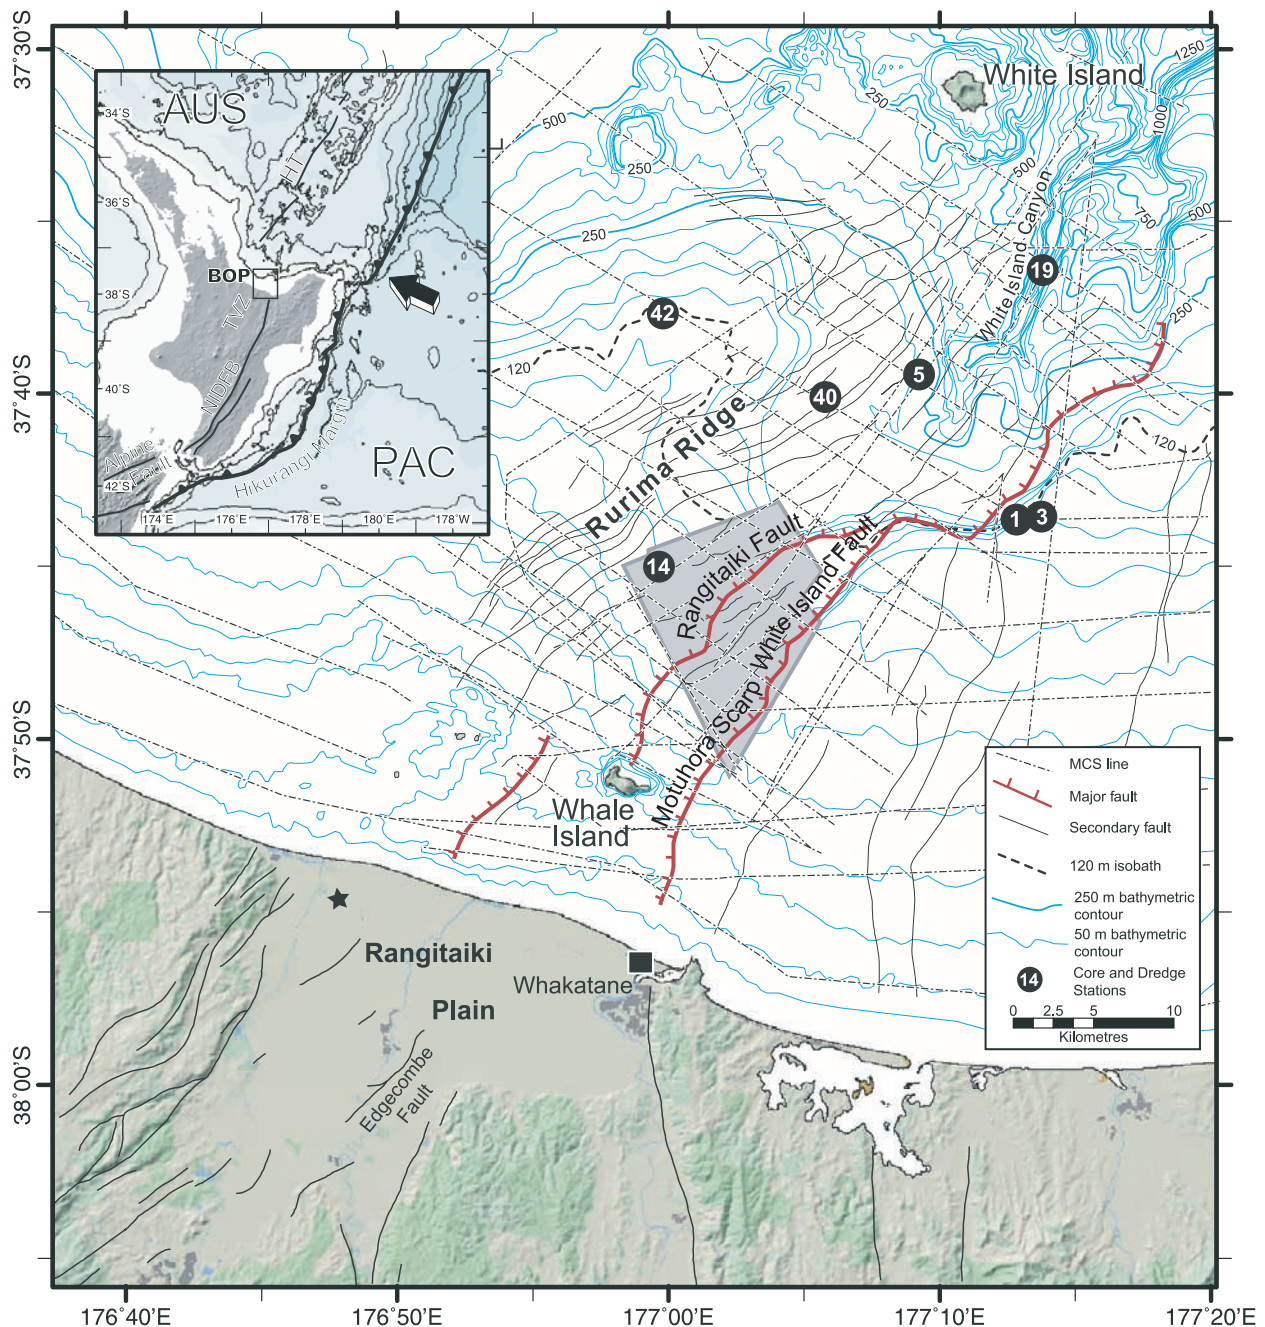 37°30'S
37°40'S
37°50'S
38°00'S
176°40'E
176°50'E
177°00'E
177°10'E
177°20'E
AUS
HT
34°S
36°S
BOP
38°S
TVZ
40°S
NIDFB
Alpine
Fault
42°S
Hikurangi Margin
PAC
174°E
176°E
178°E
180°E
178°W
White Island
1250
250
1000
500
250
500
750
500
250
White Island Canyon
19
42
250
120
5
40
Rurima Ridge
120
1
3
14
Rangitaiki Fault
White Island Fault
Motuhora Scarp
Whale
Island
Rangitaiki
Plain
Whakatane
Edgecombe
Fault
MCS line
Major fault
Secondary fault
120 m isobath
250 m bathymetric
contour
50 m bathymetric
contour
14
Core and Dredge
Stations
0 2.5 5 10
Kilometres